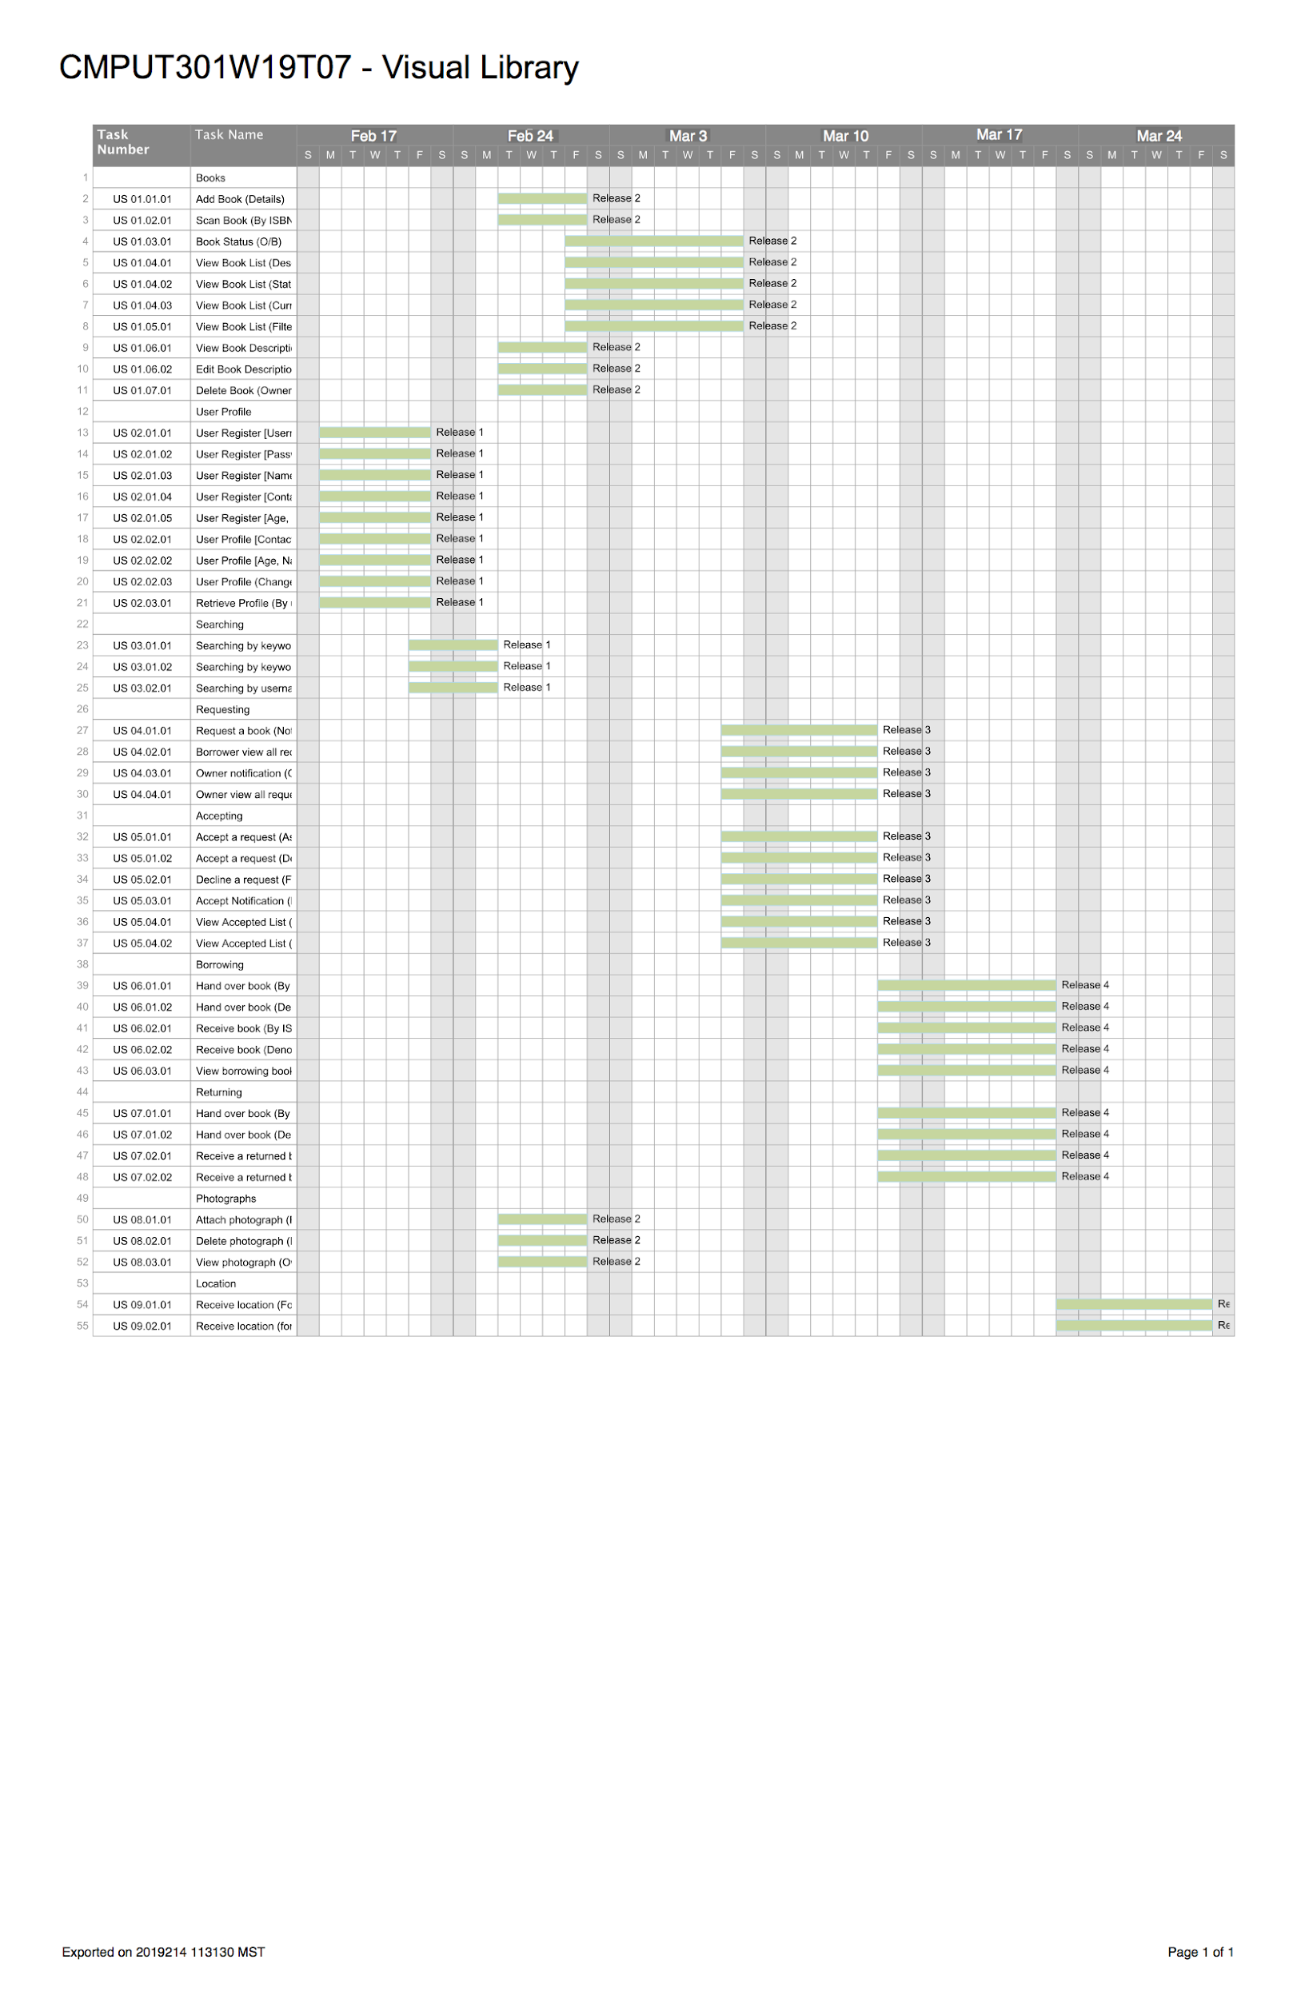 CMPUT301W19T07 - Visual Library
Task Number Task Name Feb 17 Feb 24 Mar 3 Mar 10 Mar 17 Mar 24
S M T W T F S S M T W T F S S M T W T F S S M T W T F S S M T W T F S S M T W T F S
1 Books
2 US 01.01.01 Add Book (Details) Release 2
3 US 01.02.01 Scan Book (By ISBN Release 2
4 US 01.03.01 Book Status (O/B) Release 2
5 US 01.04.01 View Book List (Des Release 2
6 US 01.04.02 View Book List (Stat Release 2
7 US 01.04.03 View Book List (Curr Release 2
8 US 01.05.01 View Book List (Filte Release 2
9 US 01.06.01 View Book Descripti Release 2
10 US 01.06.02 Edit Book Descriptio Release 2
11 US 01.07.01 Delete Book (Owner Release 2
12 User Profile
13 US 02.01.01 User Register [Usern Release 1
14 US 02.01.02 User Register [Pass Release 1
15 US 02.01.03 User Register [Name Release 1
16 US 02.01.04 User Register [Conta Release 1
17 US 02.01.05 User Register [Age, Release 1
18 US 02.02.01 User Profile [Contac Release 1
19 US 02.02.02 User Profile [Age, Na Release 1
20 US 02.02.03 User Profile (Change Release 1
21 US 02.03.01 Retrieve Profile (By Release 1
22 Searching
23 US 03.01.01 Searching by keywo Release 1
24 US 03.01.02 Searching by keywo Release 1
25 US 03.02.01 Searching by userna Release 1
26 Requesting
27 US 04.01.01 Request a book (Not Release 3
28 US 04.02.01 Borrower view all rec Release 3
29 US 04.03.01 Owner notification (C Release 3
30 US 04.04.01 Owner view all reque Release 3
31 Accepting
32 US 05.01.01 Accept a request (As Release 3
33 US 05.01.02 Accept a request (De Release 3
34 US 05.02.01 Decline a request (F Release 3
35 US 05.03.01 Accept Notification ( Release 3
36 US 05.04.01 View Accepted List ( Release 3
37 US 05.04.02 View Accepted List ( Release 3
38 Borrowing
39 US 06.01.01 Hand over book (By Release 4
40 US 06.01.02 Hand over book (De Release 4
41 US 06.02.01 Receive book (By IS Release 4
42 US 06.02.02 Receive book (Deno Release 4
43 US 06.03.01 View borrowing book Release 4
44 Returning
45 US 07.01.01 Hand over book (By Release 4
46 US 07.01.02 Hand over book (De Release 4
47 US 07.02.01 Receive a returned b Release 4
48 US 07.02.02 Receive a returned b Release 4
49 Photographs
50 US 08.01.01 Attach photograph ( Release 2
51 US 08.02.01 Delete photograph ( Release 2
52 US 08.03.01 View photograph (O Release 2
53 Location
54 US 09.01.01 Receive location (Fo Re
55 US 09.02.01 Receive location (for Re
Exported on 2019214 113130 MST
Page 1 of 1